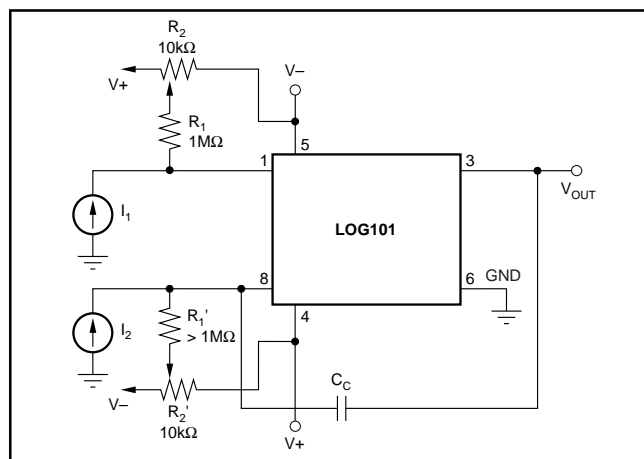 R2
10kΩ
V+
V–
R1
1MΩ
5
1
3
VOUT
I1
LOG101
8
6
GND
I2
R1'
> 1MΩ
4
V–
R2'
10kΩ
CC
V+